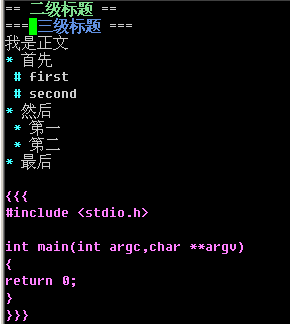 == 二级标题 ==
=== 三级标题 ===
我是正文
* 首先
# first
# second
* 然后
* 第一
* 第二
* 最后
{{{
#include <stdio.h>
int main(int argc,char **argv)
{
return 0;
}
}}}